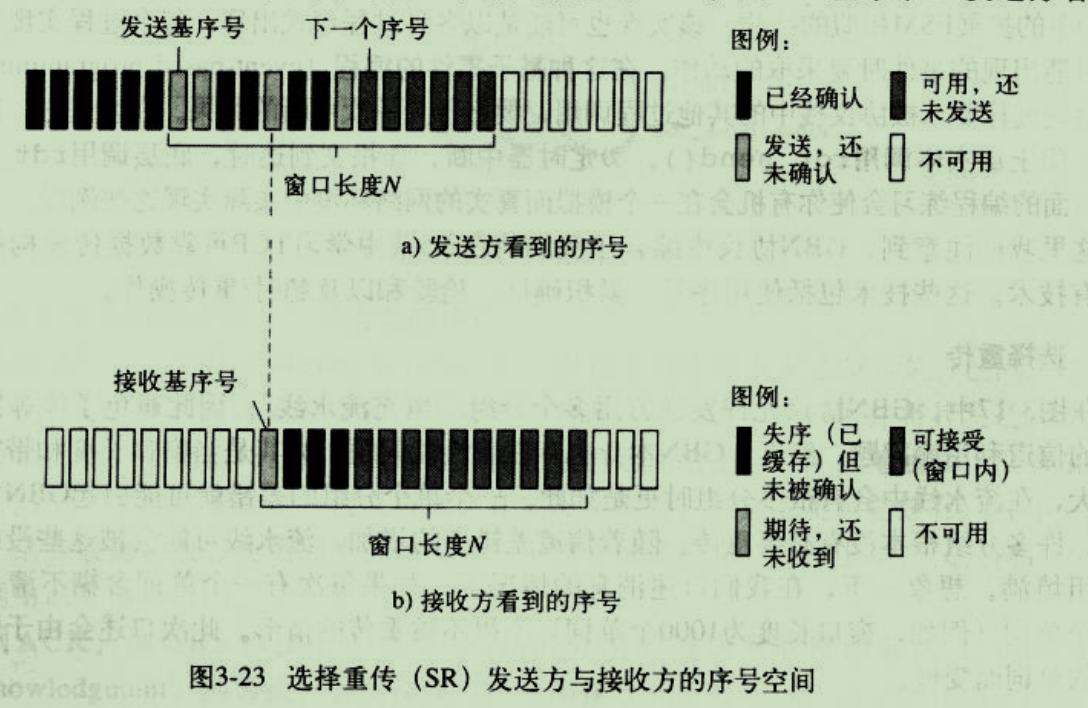 发送基序号
下一个序号
图例：
已经确认
可用，还
未发送
发送，还
未确认
不可用
窗口长度N
a) 发送方看到的序号
接收基序号
图例：
失序（已
缓存）但
未被确认
可接受
(窗口内)
期待，还
未收到
不可用
窗口长度N
b) 接收方看到的序号
图3-23 选择重传（SR）发送方与接收方的序号空间